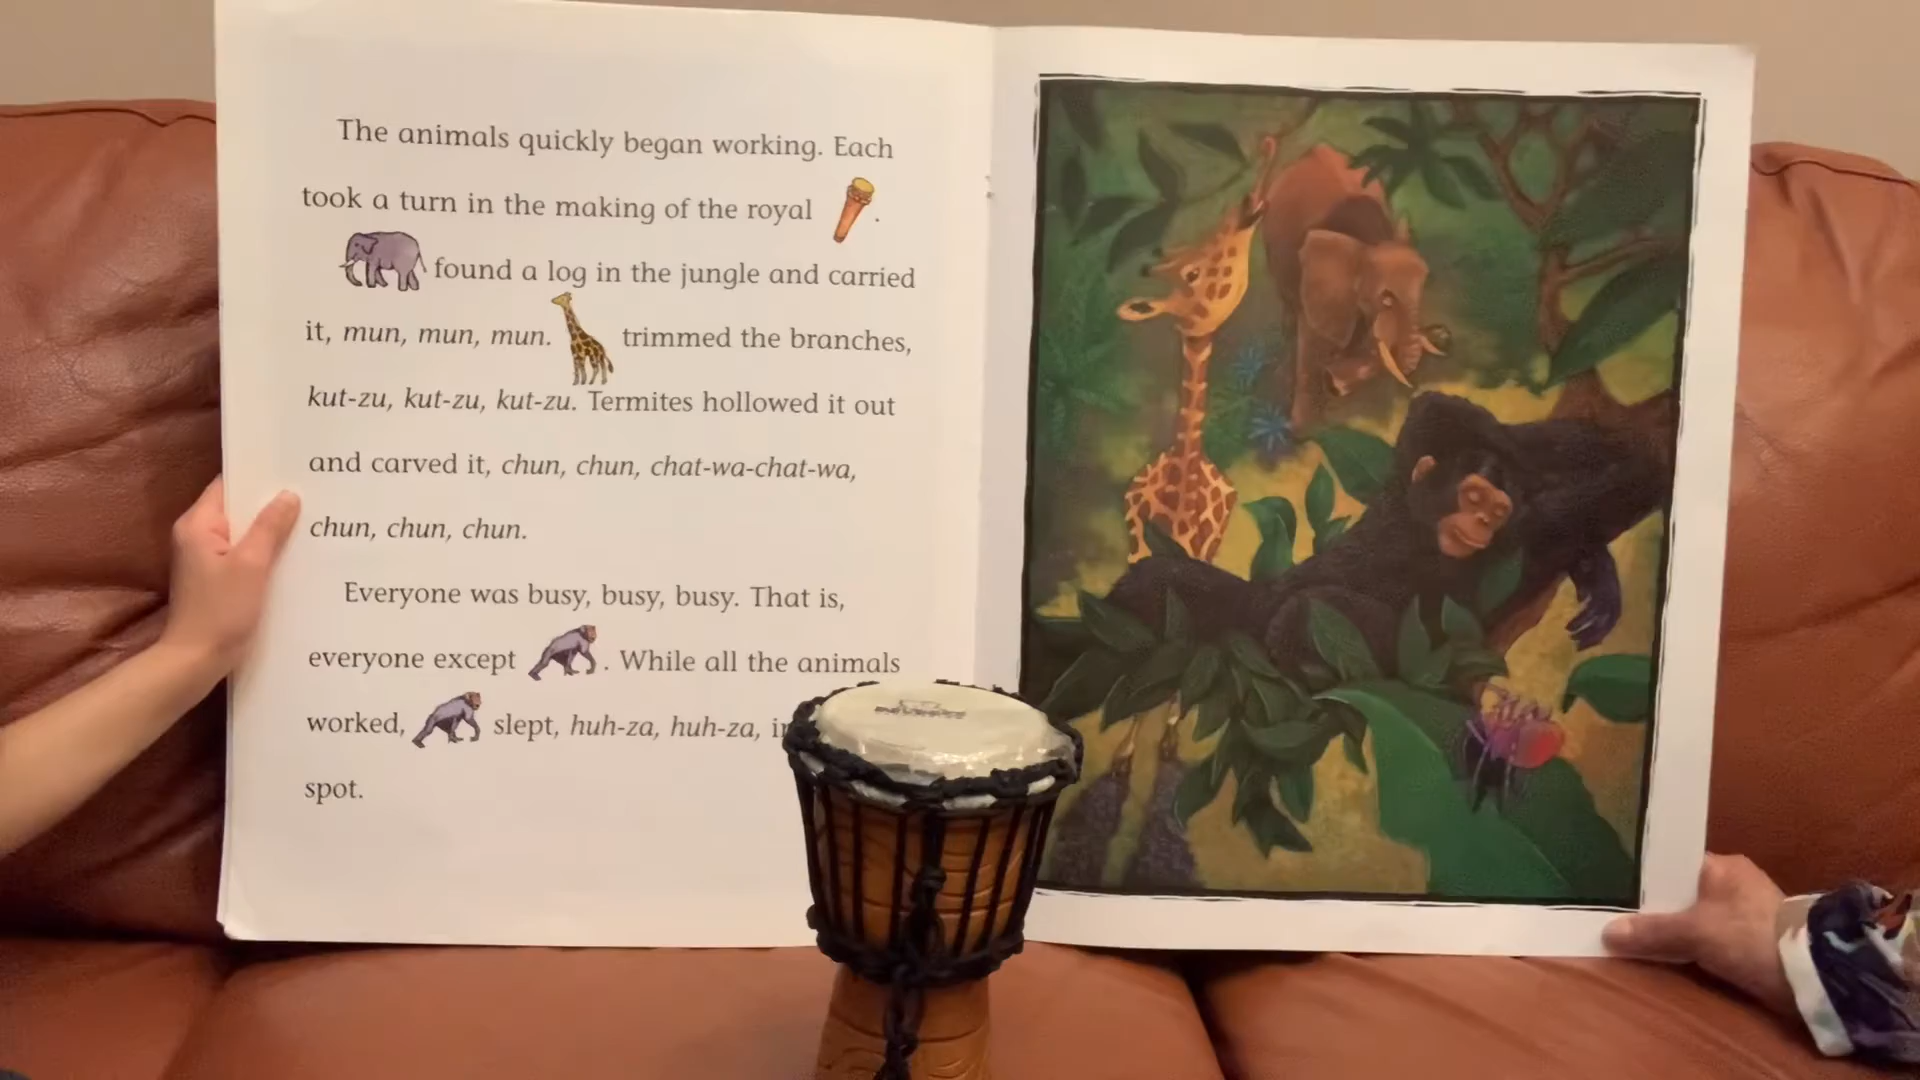 The animals quickly began working. Each
took a turn in the making of the royal .
found a log in the jungle and carried
it, mun, mun, mun. trimmed the branches,
kut-zu, kut-zu, kut-zu. Termites hollowed it out
and carved it, chun, chun, chat-wa-chat-wa,
chun, chun, chun.
Everyone was busy, busy, busy. That is,
everyone except . While all the animals
worked, slept, huh-za, huh-za,
spot.